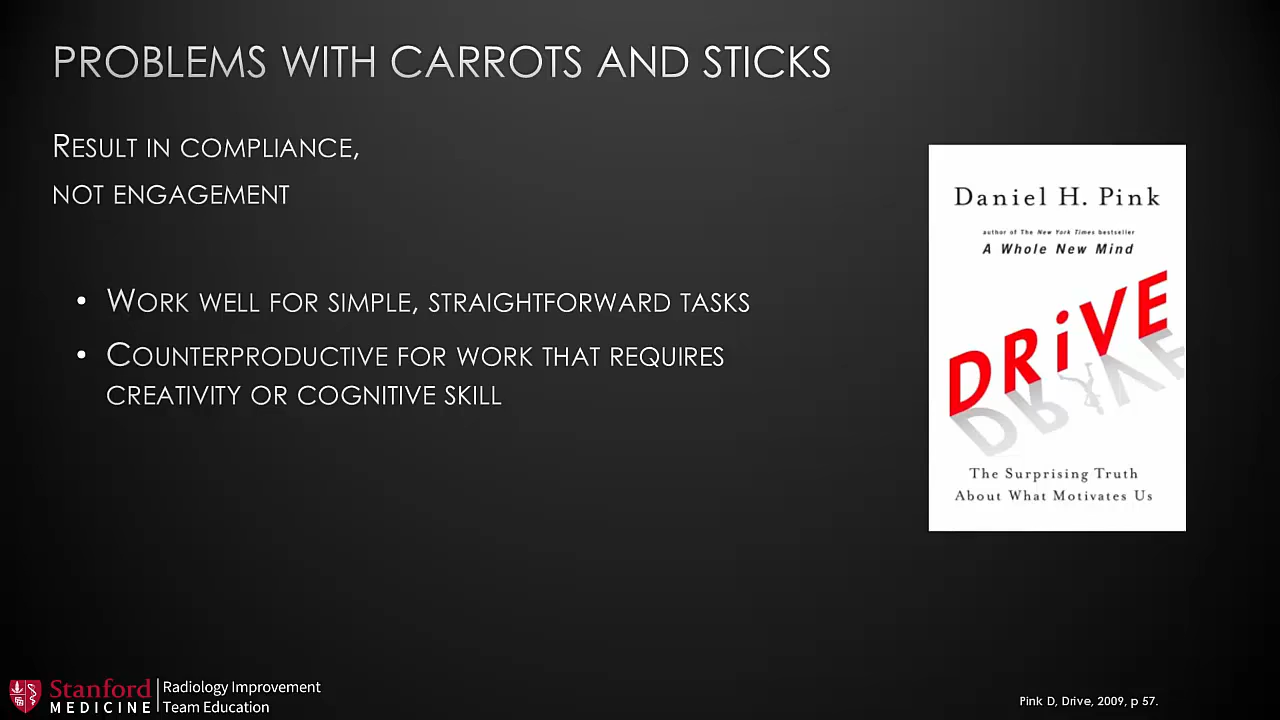 PROBLEMS WITH CARROTS AND STICKS
RESULT IN COMPLIANCE,
NOT ENGAGEMENT
• WORK WELL FOR SIMPLE, STRAIGHTFORWARD TASKS
• COUNTERPRODUCTIVE FOR WORK THAT REQUIRES
CREATIVITY OR COGNITIVE SKILL
Daniel H. Pink
author of The New York Times bestseller
A Whole New Mind
DRiVE
The Surprising Truth
About What Motivates Us
Stanford
MEDICINE
Radiology Improvement
Team Education
Pink D, Drive, 2009, p 57.